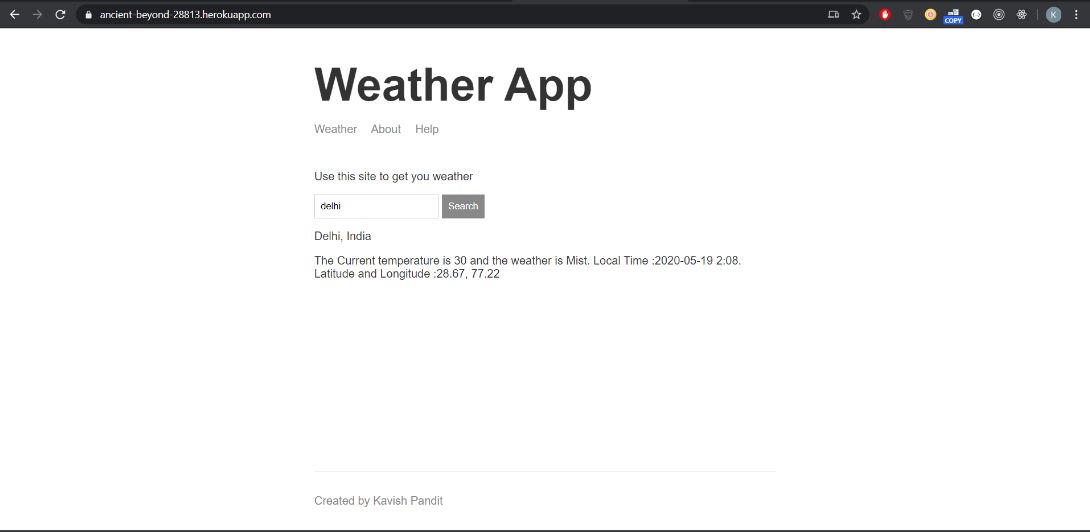 ancient-beyond-28813.herokuapp.com
COPY
K
Weather App
Weather About Help
Use this site to get you weather
delhi Search
Delhi, India
The Current temperature is 30 and the weather is Mist. Local Time :2020-05-19 2:08.
Latitude and Longitude :28.67, 77.22
Created by Kavish Pandit